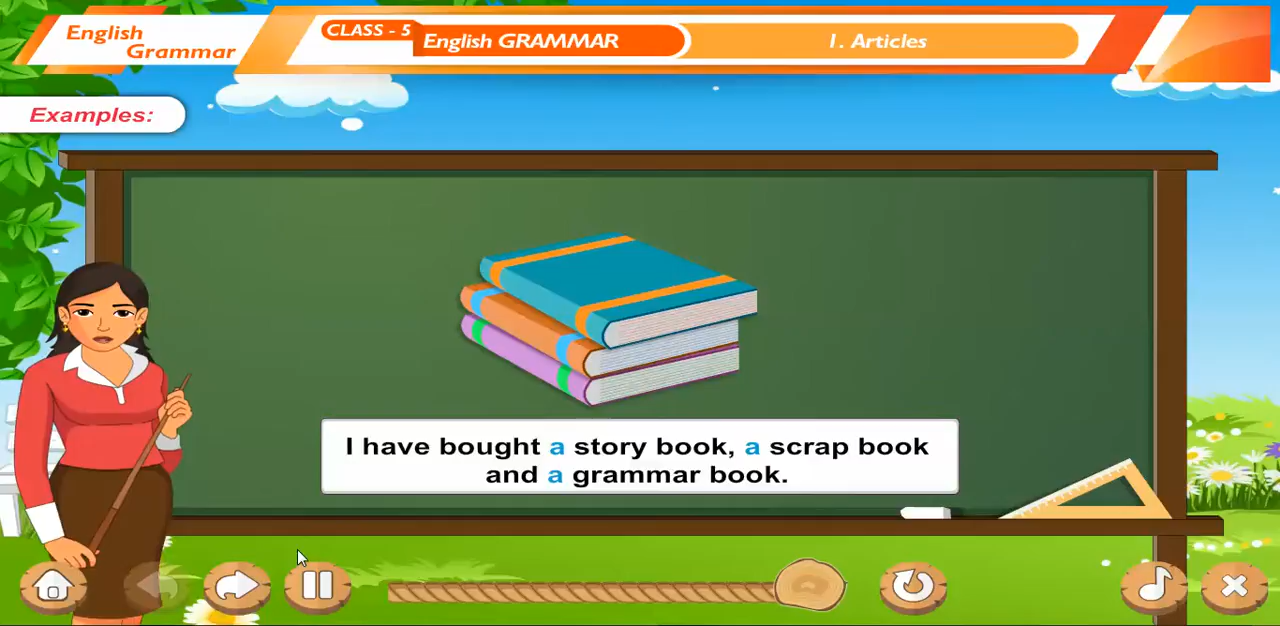 English
Grammar
CLASS - 5
English GRAMMAR
1. Articles
Examples:
I have bought a story book, a scrap book
and a grammar book.